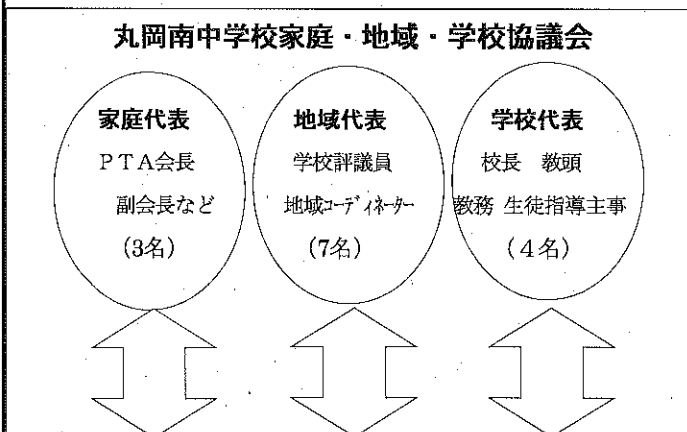 丸岡南中学校家庭・地域・学校協議会
家庭代表
PTA会長
副会長など
(3名)
地域代表
学校評議員
地域ｺｰﾃﾞｨﾈｰﾀｰ
(7名)
学校代表
校長 教頭
教務 生徒指導主事
(4名)